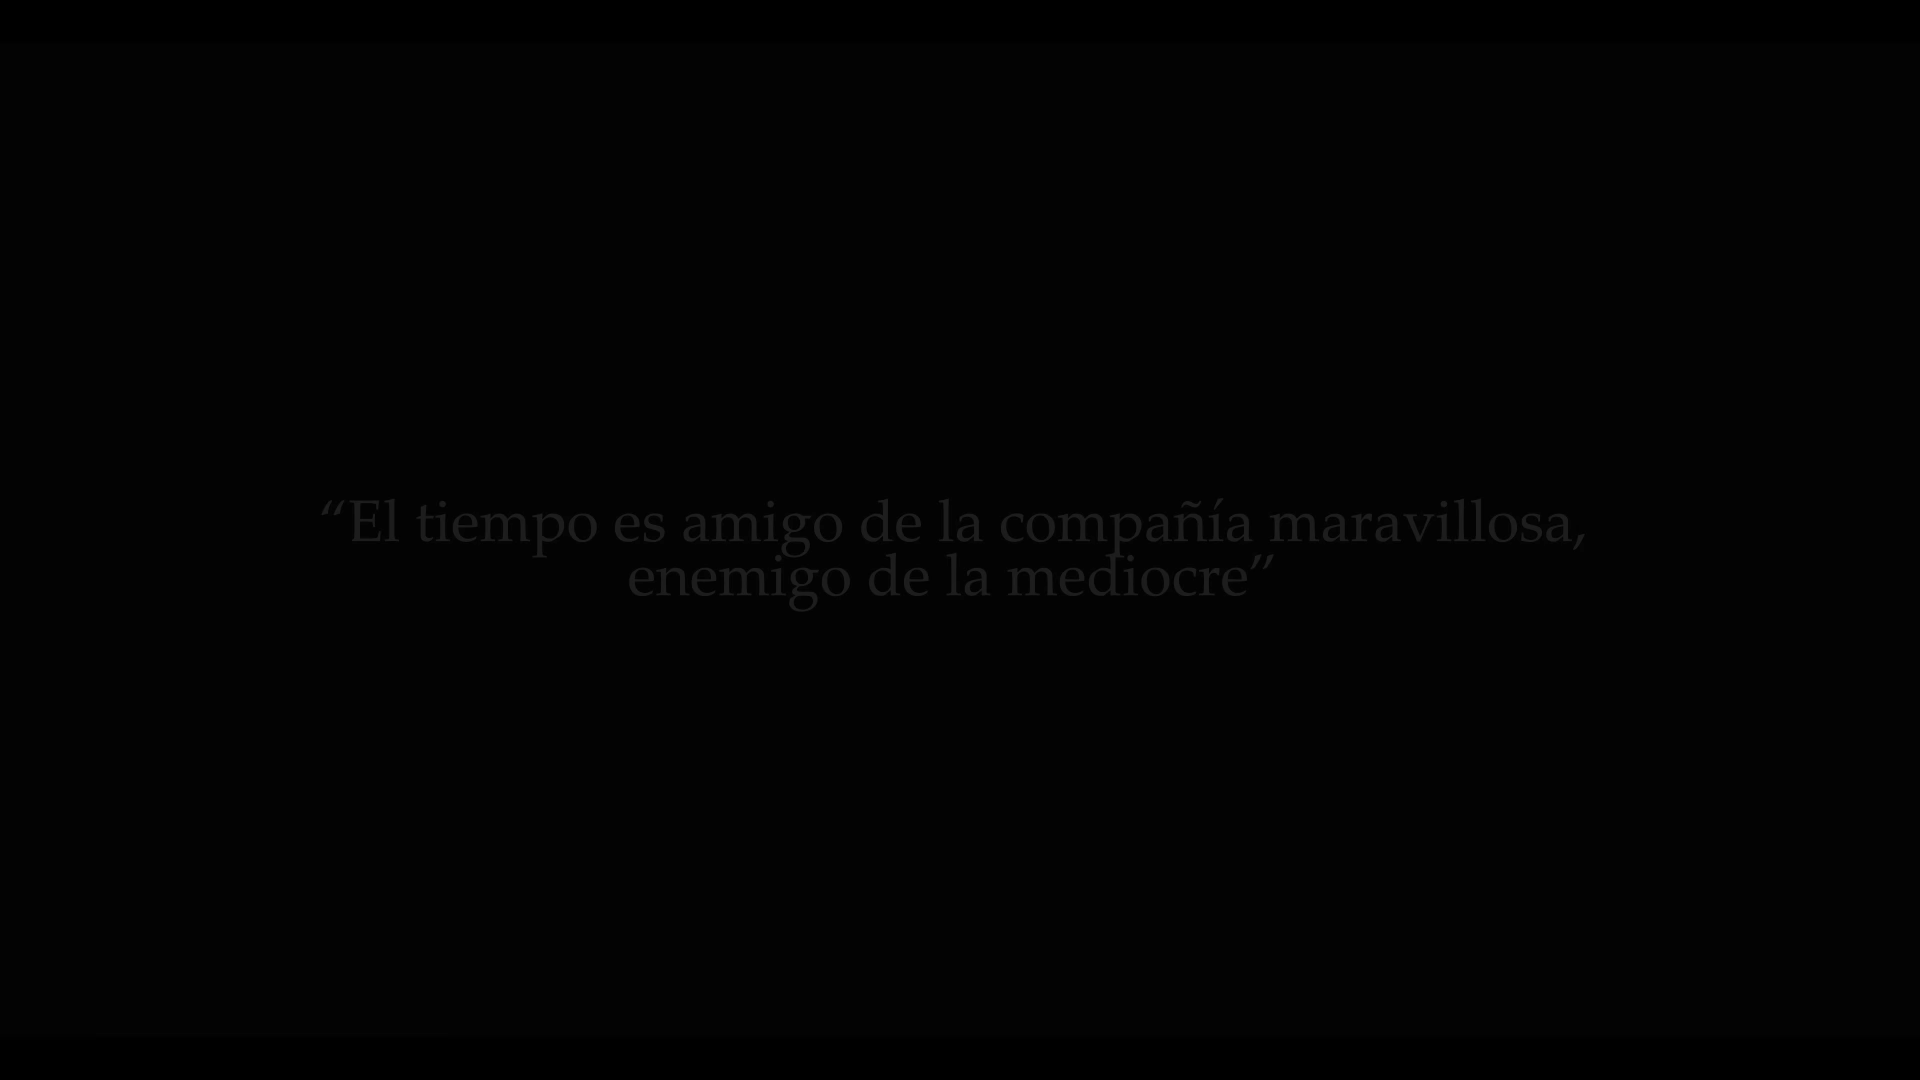 “El tiempo es amigo de la compañía maravillosa,
enemigo de la mediocre”